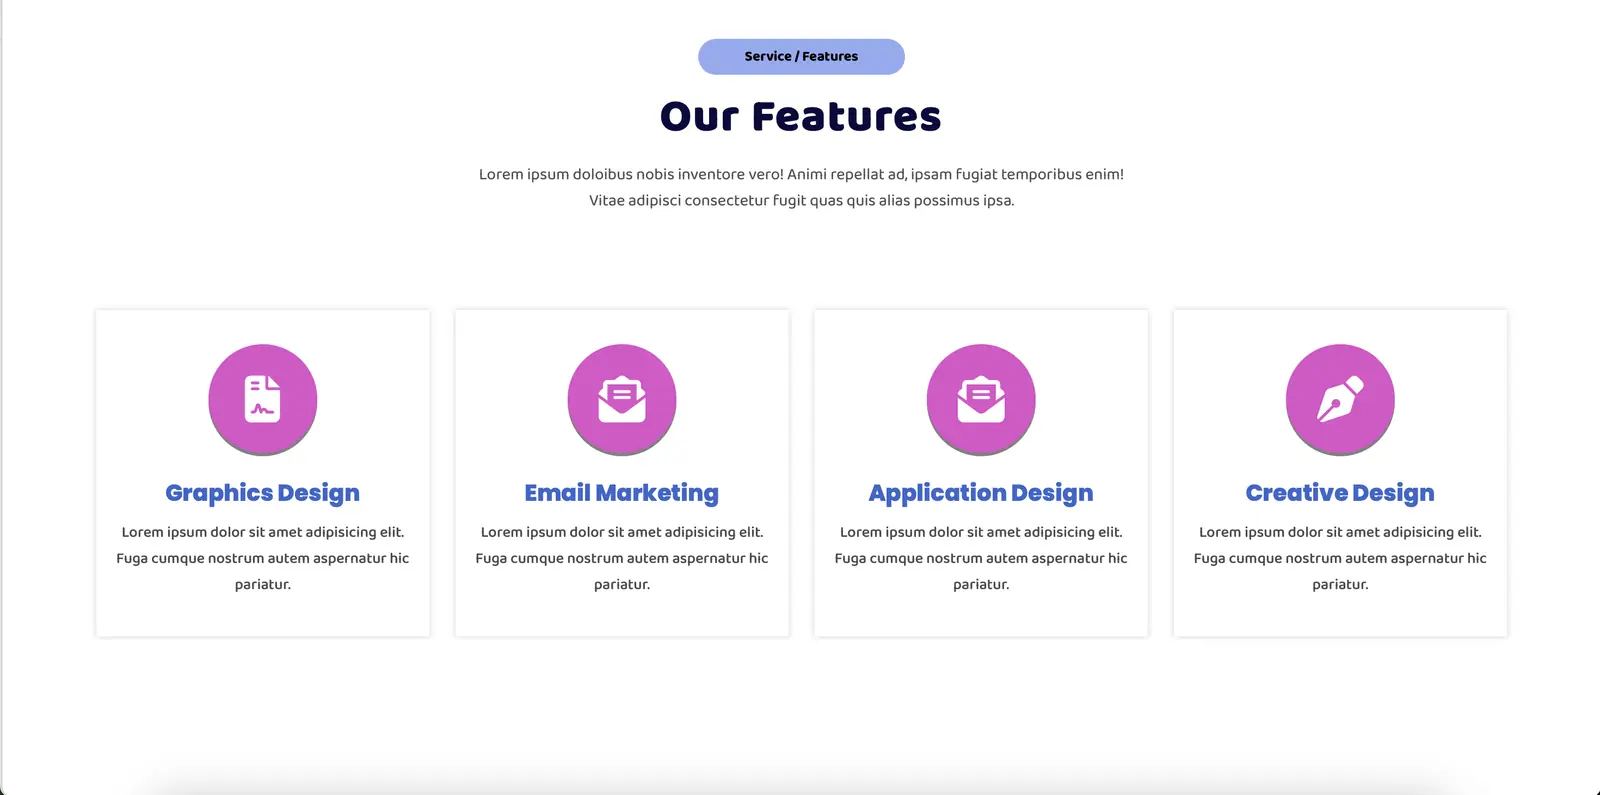 Service / Features
Our Features
Lorem ipsum doloibus nobis inventore vero! Animi repellat ad, ipsam fugiat temporibus enim!
Vitae adipisci consectetur fugit quas quis alias possimus ipsa.
Graphics Design
Lorem ipsum dolor sit amet adipisicing elit.
Fuga cumque nostrum autem aspernatur hic
pariatur.
Email Marketing
Lorem ipsum dolor sit amet adipisicing elit.
Fuga cumque nostrum autem aspernatur hic
pariatur.
Application Design
Lorem ipsum dolor sit amet adipisicing elit.
Fuga cumque nostrum autem aspernatur hic
pariatur.
Creative Design
Lorem ipsum dolor sit amet adipisicing elit.
Fuga cumque nostrum autem aspernatur hic
pariatur.